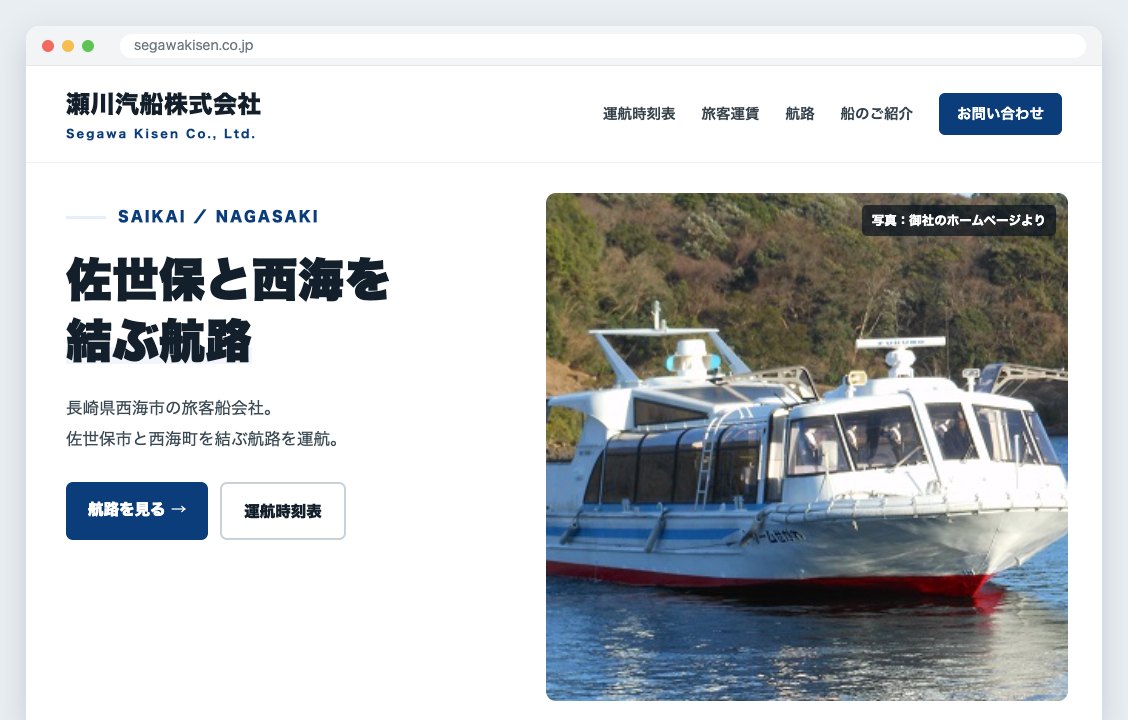 segawakisen.co.jp
瀬川汽船株式会社
Segawa Kisen Co., Ltd.
運航時刻表 旅客運賃 航路 船のご紹介 お問い合わせ
SAIKAI ／ NAGASAKI
佐世保と西海を
結ぶ航路
長崎県西海市の旅客船会社。
佐世保市と西海町を結ぶ航路を運航。
航路を見る →
運航時刻表
写真：御社のホームページより